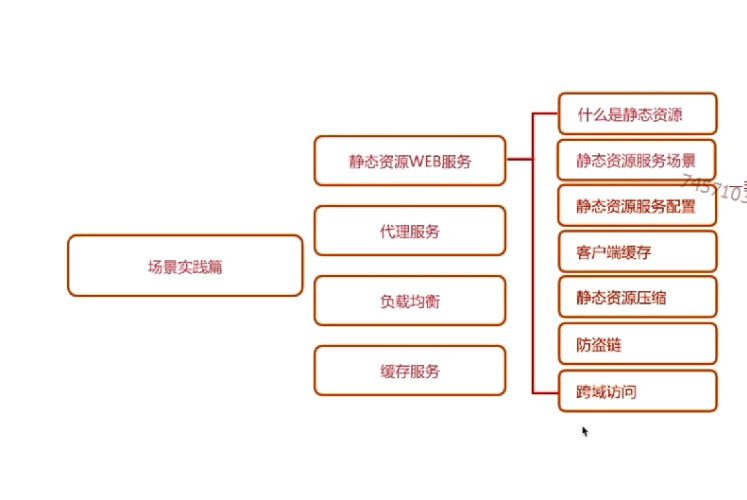 场景实践篇
静态资源WEB服务
代理服务
负载均衡
缓存服务
什么是静态资源
静态资源服务场景
静态资源服务配置
客户端缓存
静态资源压缩
防盗链
跨域访问